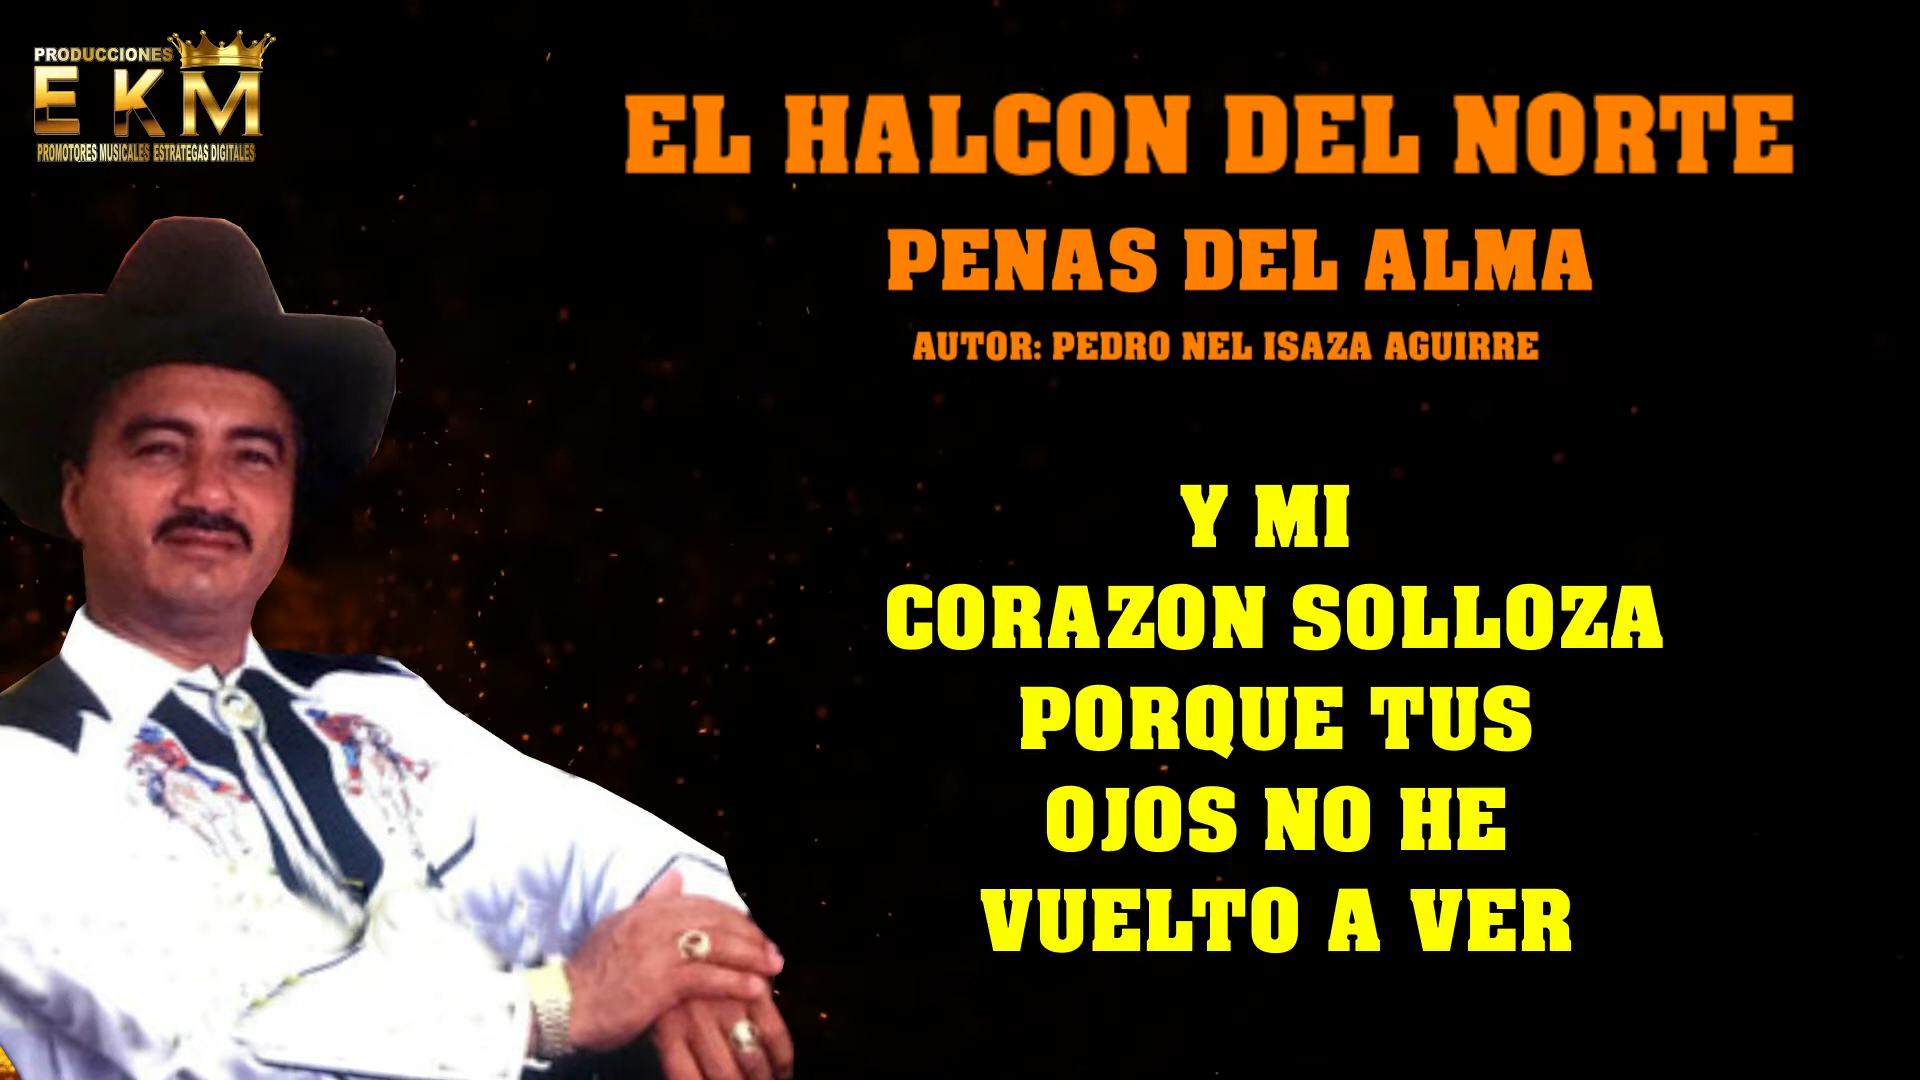 PRODUCCIONES
EKM
PROMOTORES MUSICALES ESTRATEGAS DIGITALES
EL HALCON DEL NORTE
PENAS DEL ALMA
AUTOR: PEDRO NEL ISAZA AGUIRRE
Y MI
CORAZON SOLLOZA
PORQUE TUS
OJOS NO HE
VUELTO A VER